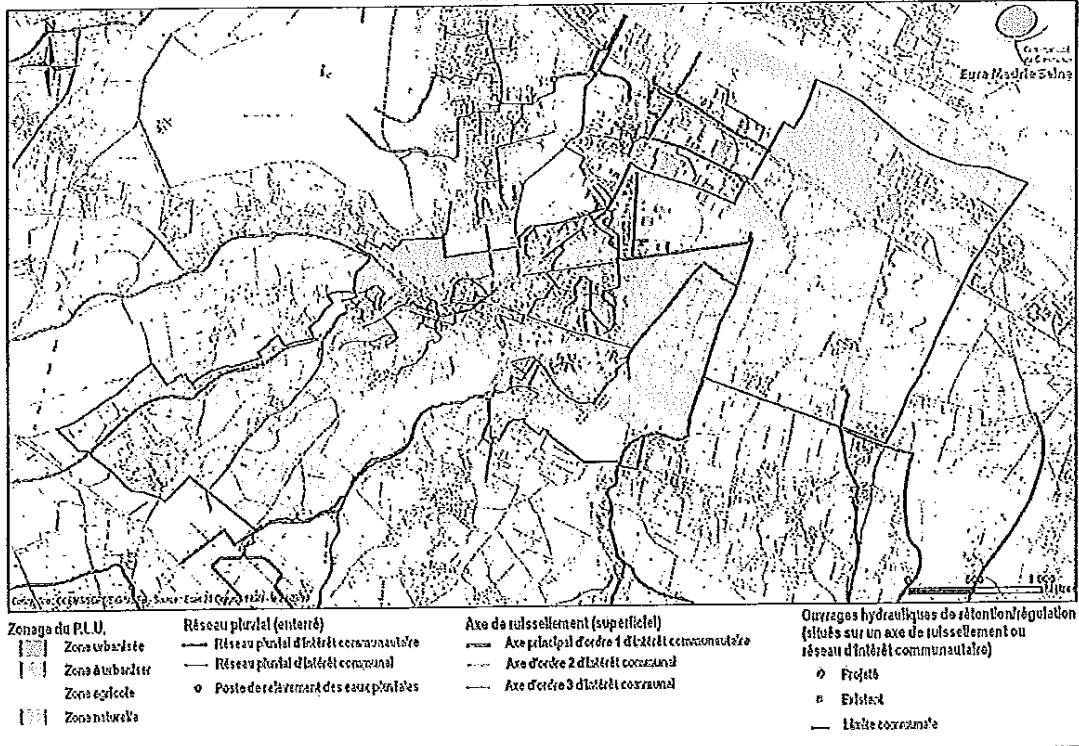 Eure Madrie Seine
Zonage du P.L.U.
Zone urbanisée
Zone à urbaniser
Zone agricole
Zone naturelle
Réseau pluvial (enterré)
Réseau pluvial d'intérêt communautaire
Réseau pluvial d'intérêt communal
Poste de relèvement des eaux pluviales
Axe de ruissellement (superficiel)
Axe principal d'ordre 1 d'intérêt communautaire
Axe d'ordre 2 d'intérêt communal
Axe d'ordre 3 d'intérêt communal
Ouvrages hydrauliques de rétention/régulation
(situés sur un axe de ruissellement ou
réseau d'intérêt communautaire)
Projeté
Existant
Limite communale